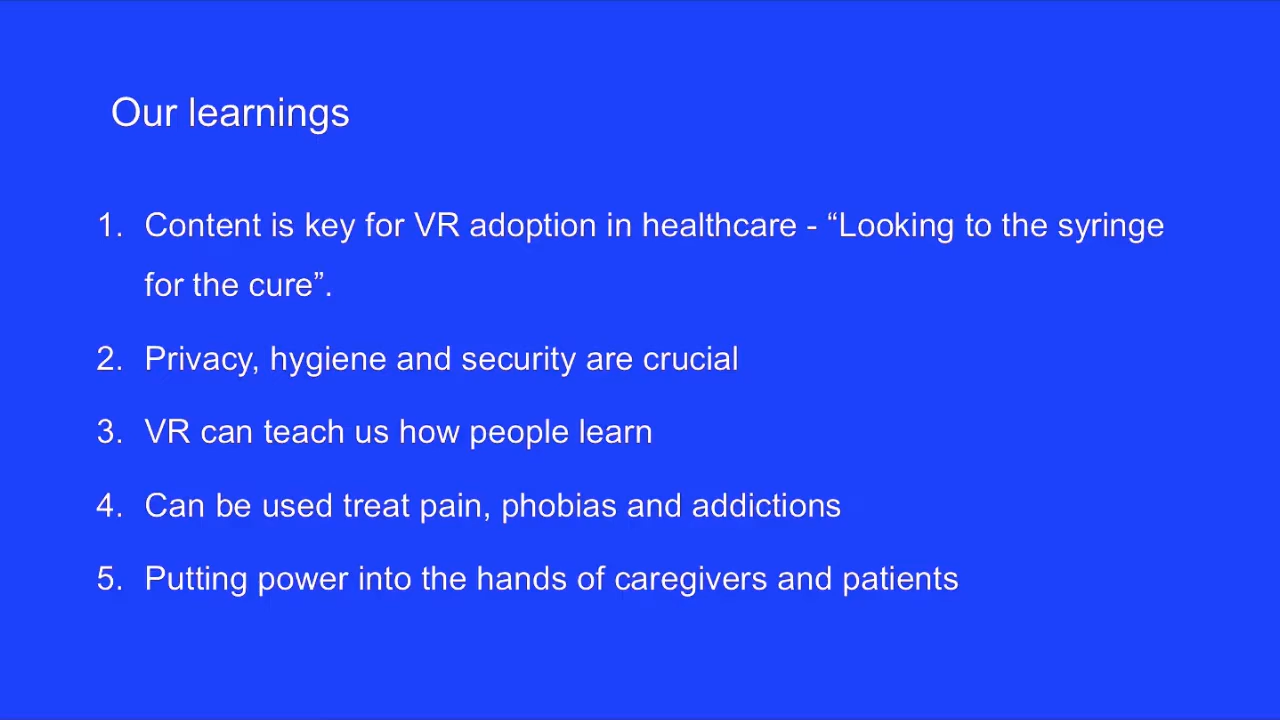 Our learnings
1. Content is key for VR adoption in healthcare - “Looking to the syringe
for the cure”.
2. Privacy, hygiene and security are crucial
3. VR can teach us how people learn
4. Can be used treat pain, phobias and addictions
5. Putting power into the hands of caregivers and patients